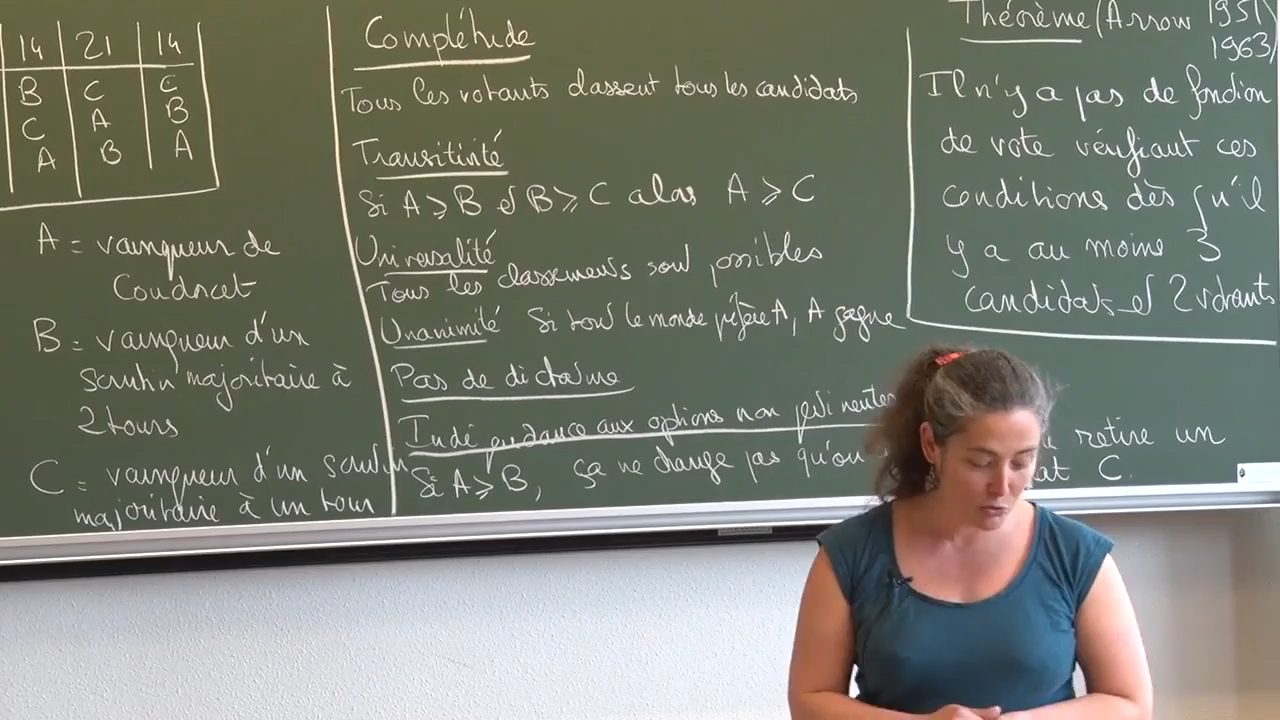 14 21 14
B C C
C A B
A B A
A = vainqueur de
Condorcet
B = vainqueur d'un
scrutin majoritaire à
2 tours
C = vainqueur d'un scrutin
majoritaire à un tour
Complétude
Tous les votants classent tous les candidats
Transitivité
Si A ≥ B et B ≥ C alors A ≥ C
Universalité
Tous les classements sont possibles
Unanimité Si tout le monde préfère A, A gagne
Pas de dictateur
Indépendance aux options non pertinentes
Si A ≥ B, ça ne change pas qu'on retire un
C.
Théorème (Arrow 1951
1963)
Il n'y a pas de fonction
de vote vérifiant ces
conditions dès qu'il
y a au moins 3
candidats et 2 votants